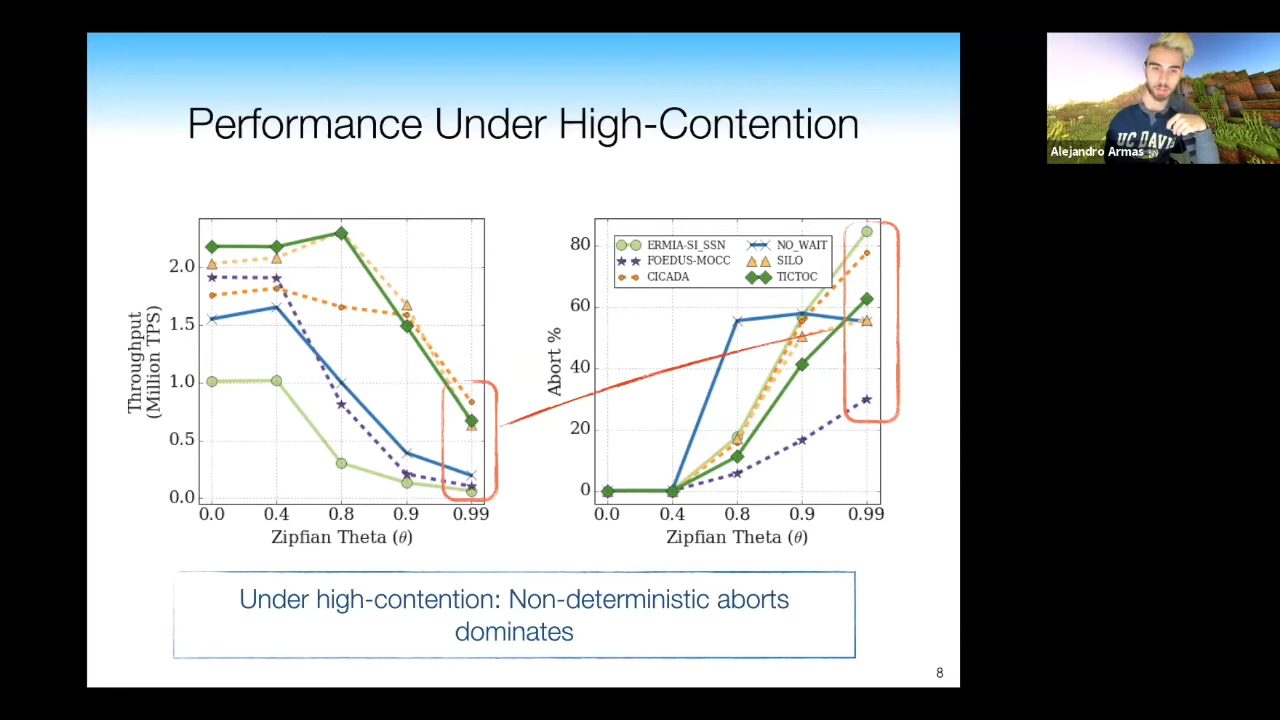 Performance Under High-Contention
Throughput
(Million TPS)
2.0
1.5
1.0
0.5
0.0
0.0 0.4 0.8 0.9 0.99
Zipfian Theta (θ)
Abort %
80
60
40
20
0
ERMIA-SI_SSN NO_WAIT
FOEDUS-MOCC SILO
CICADA TICTOC
0.0 0.4 0.8 0.9 0.99
Zipfian Theta (θ)
Under high-contention: Non-deterministic aborts
dominates
8
UC DAVIS
Alejandro Armas